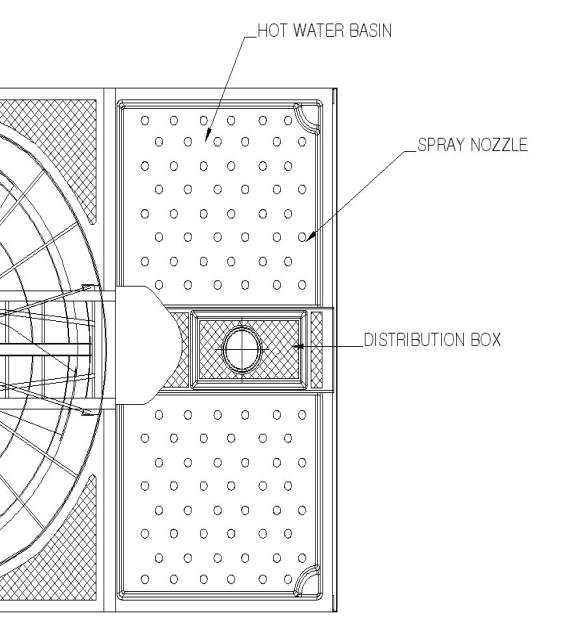 HOT WATER BASIN
SPRAY NOZZLE
DISTRIBUTION BOX